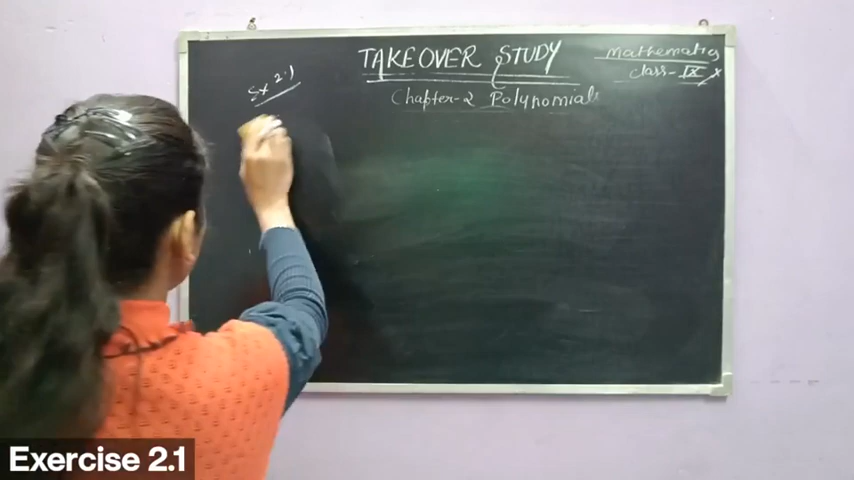 TAKEOVER STUDY
Mathematics
Class - IX
Chapter-2 Polynomials
Ex 2.1
Exercise 2.1